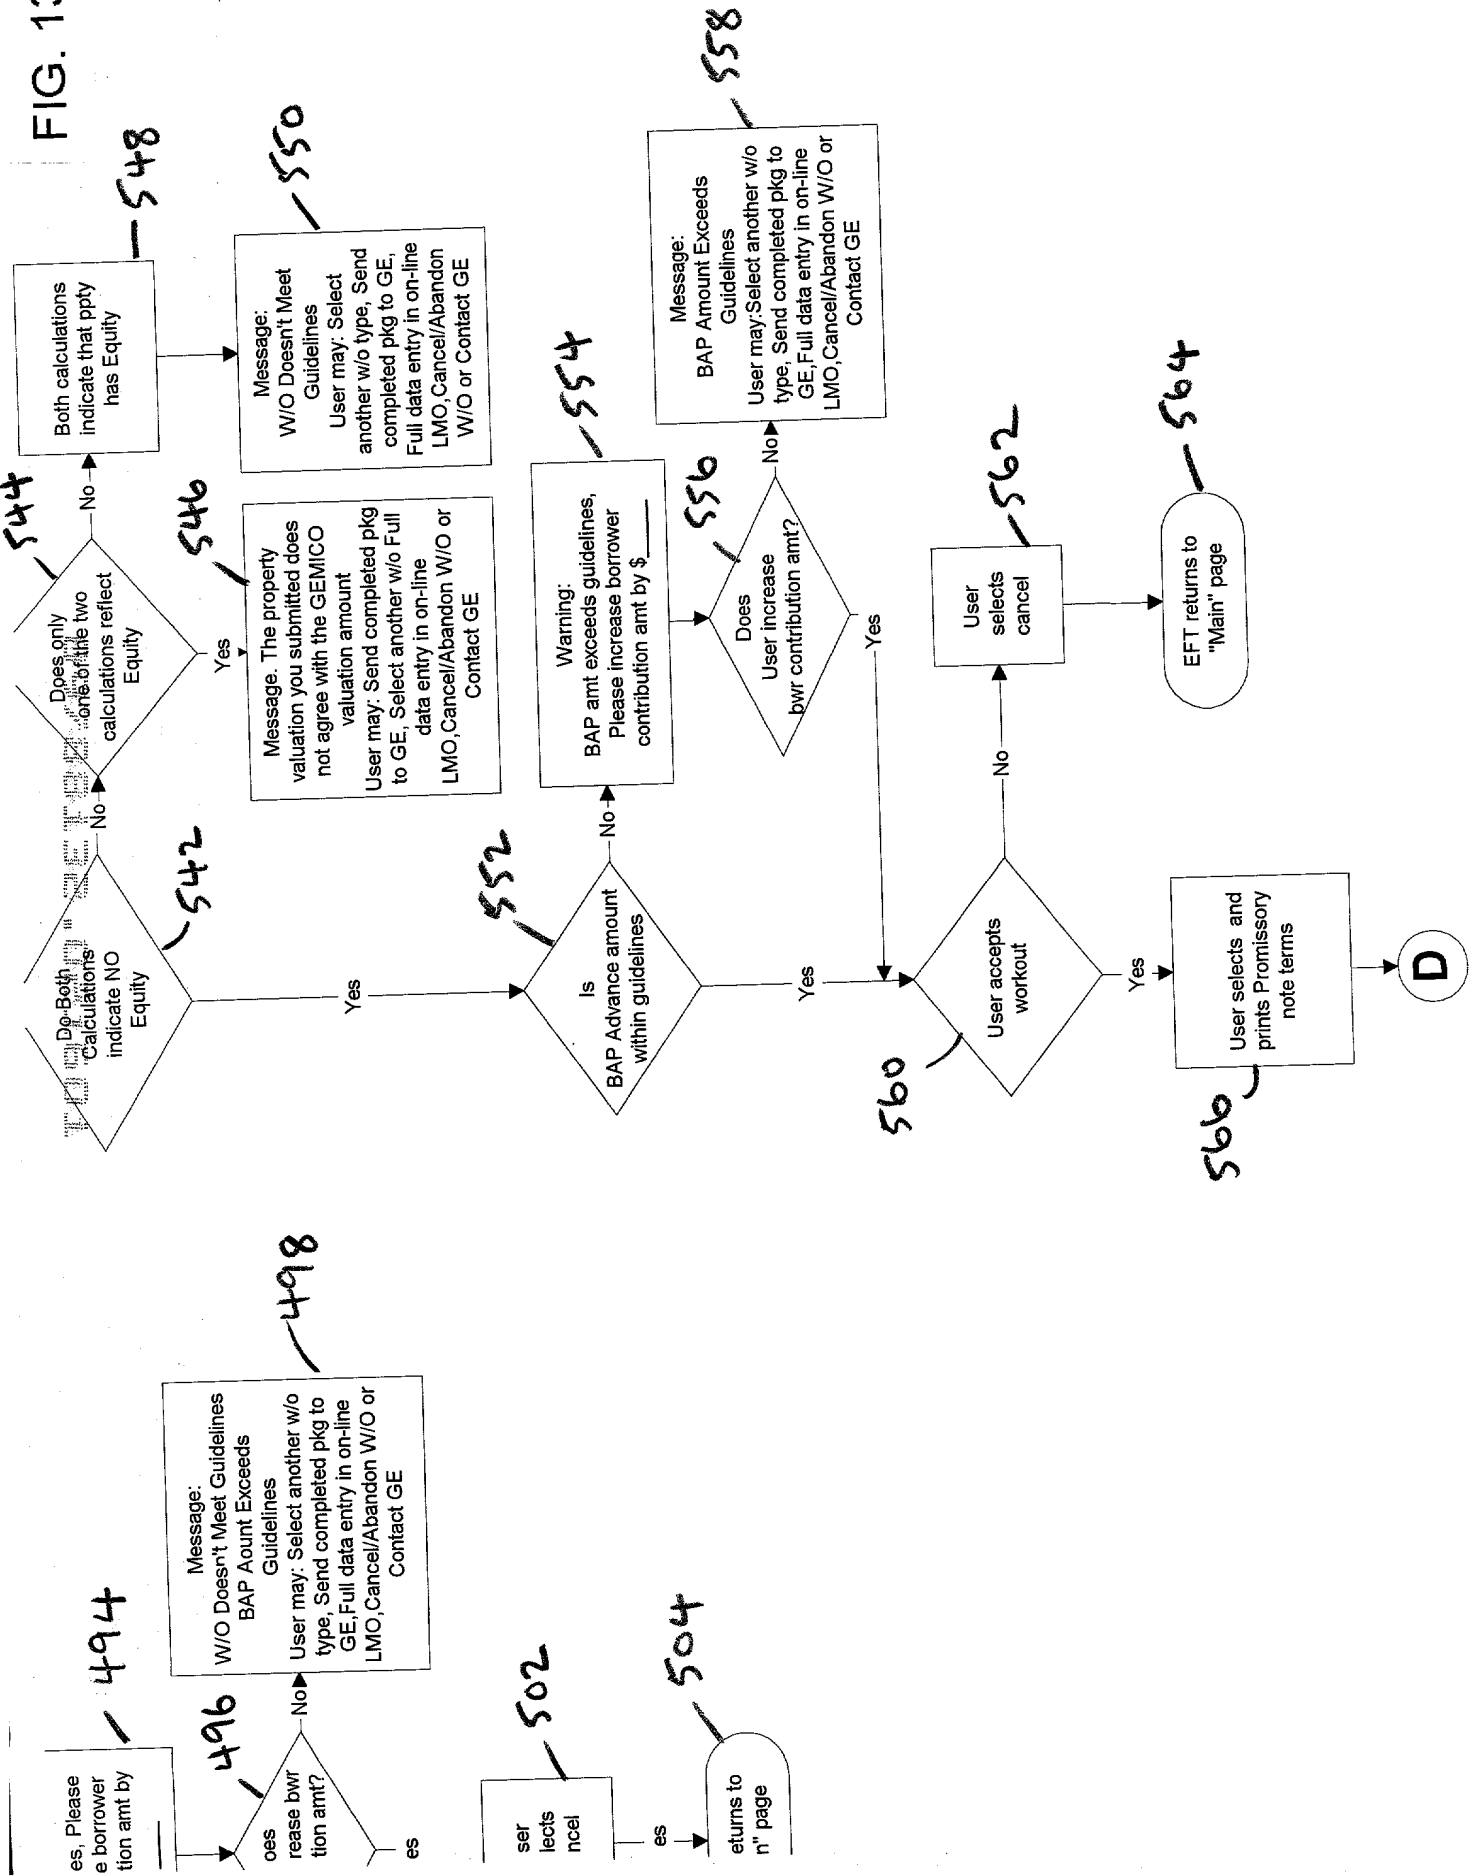 FIG. 13
Do Both
Calculations
indicate NO
Equity
542
No
Does only
one of the two
calculations reflect
Equity
544
No
Both calculations
indicate that ppty
has Equity
548
Yes
Message. The property
valuation you submitted does
not agree with the GEMICO
valuation amount
User may: Send completed pkg
to GE, Select another w/o Full
data entry in on-line
LMO,Cancel/Abandon W/O or
Contact GE
546
Message:
W/O Doesn't Meet
Guidelines
User may: Select
another w/o type, Send
completed pkg to GE,
Full data entry in on-line
LMO,Cancel/Abandon
W/O or Contact GE
550
Yes
Is
BAP Advance amount
within guidelines
552
No
Warning:
BAP amt exceeds guidelines,
Please increase borrower
contribution amt by $____
554
Does
User increase
bwr contribution amt?
556
No
Message:
BAP Amount Exceeds
Guidelines
User may:Select another w/o
type, Send completed pkg to
GE,Full data entry in on-line
LMO,Cancel/Abandon W/O or
Contact GE
558
Yes
Yes
User accepts
workout
560
No
User
selects
cancel
562
EFT returns to
"Main" page
564
Yes
User selects and
prints Promissory
note terms
566
D
es, Please
e borrower
tion amt by
494
oes
rease bwr
tion amt?
496
No
Message:
W/O Doesn't Meet Guidelines
BAP Aount Exceeds
Guidelines
User may: Select another w/o
type, Send completed pkg to
GE,Full data entry in on-line
LMO,Cancel/Abandon W/O or
Contact GE
498
es
ser
lects
ncel
502
es
eturns to
n" page
504